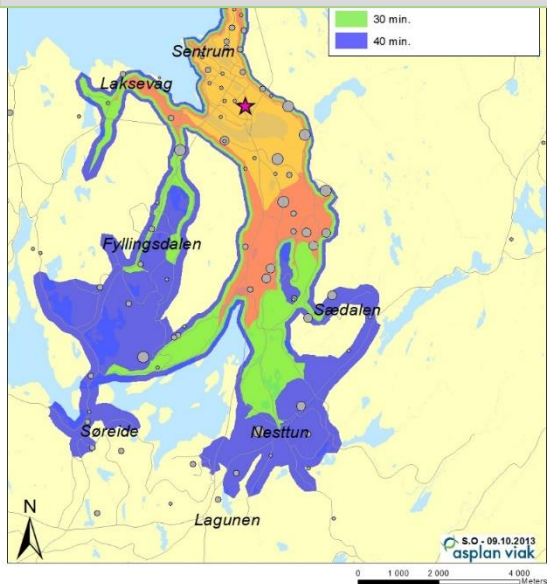 30 min.
40 min.
Sentrum
Laksevåg
Fyllingsdalen
Sædalen
Søreide
Nesttun
Lagunen
N
S.O - 09.10.2013
asplan viak
0 1 000 2 000 4 000
Meters